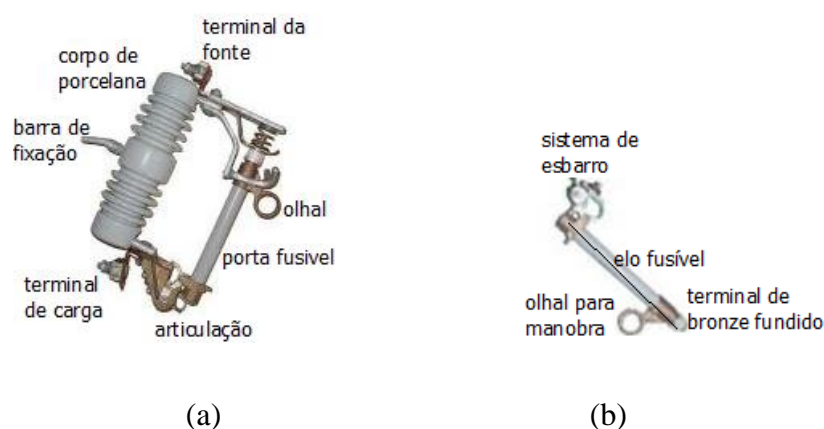 terminal da
fonte
corpo de
porcelana
barra de
fixação
olhal
porta fusivel
terminal
de carga
articulação
(a)
sistema de
esbarro
elo fusível
olhal para
manobra
terminal de
bronze fundido
(b)